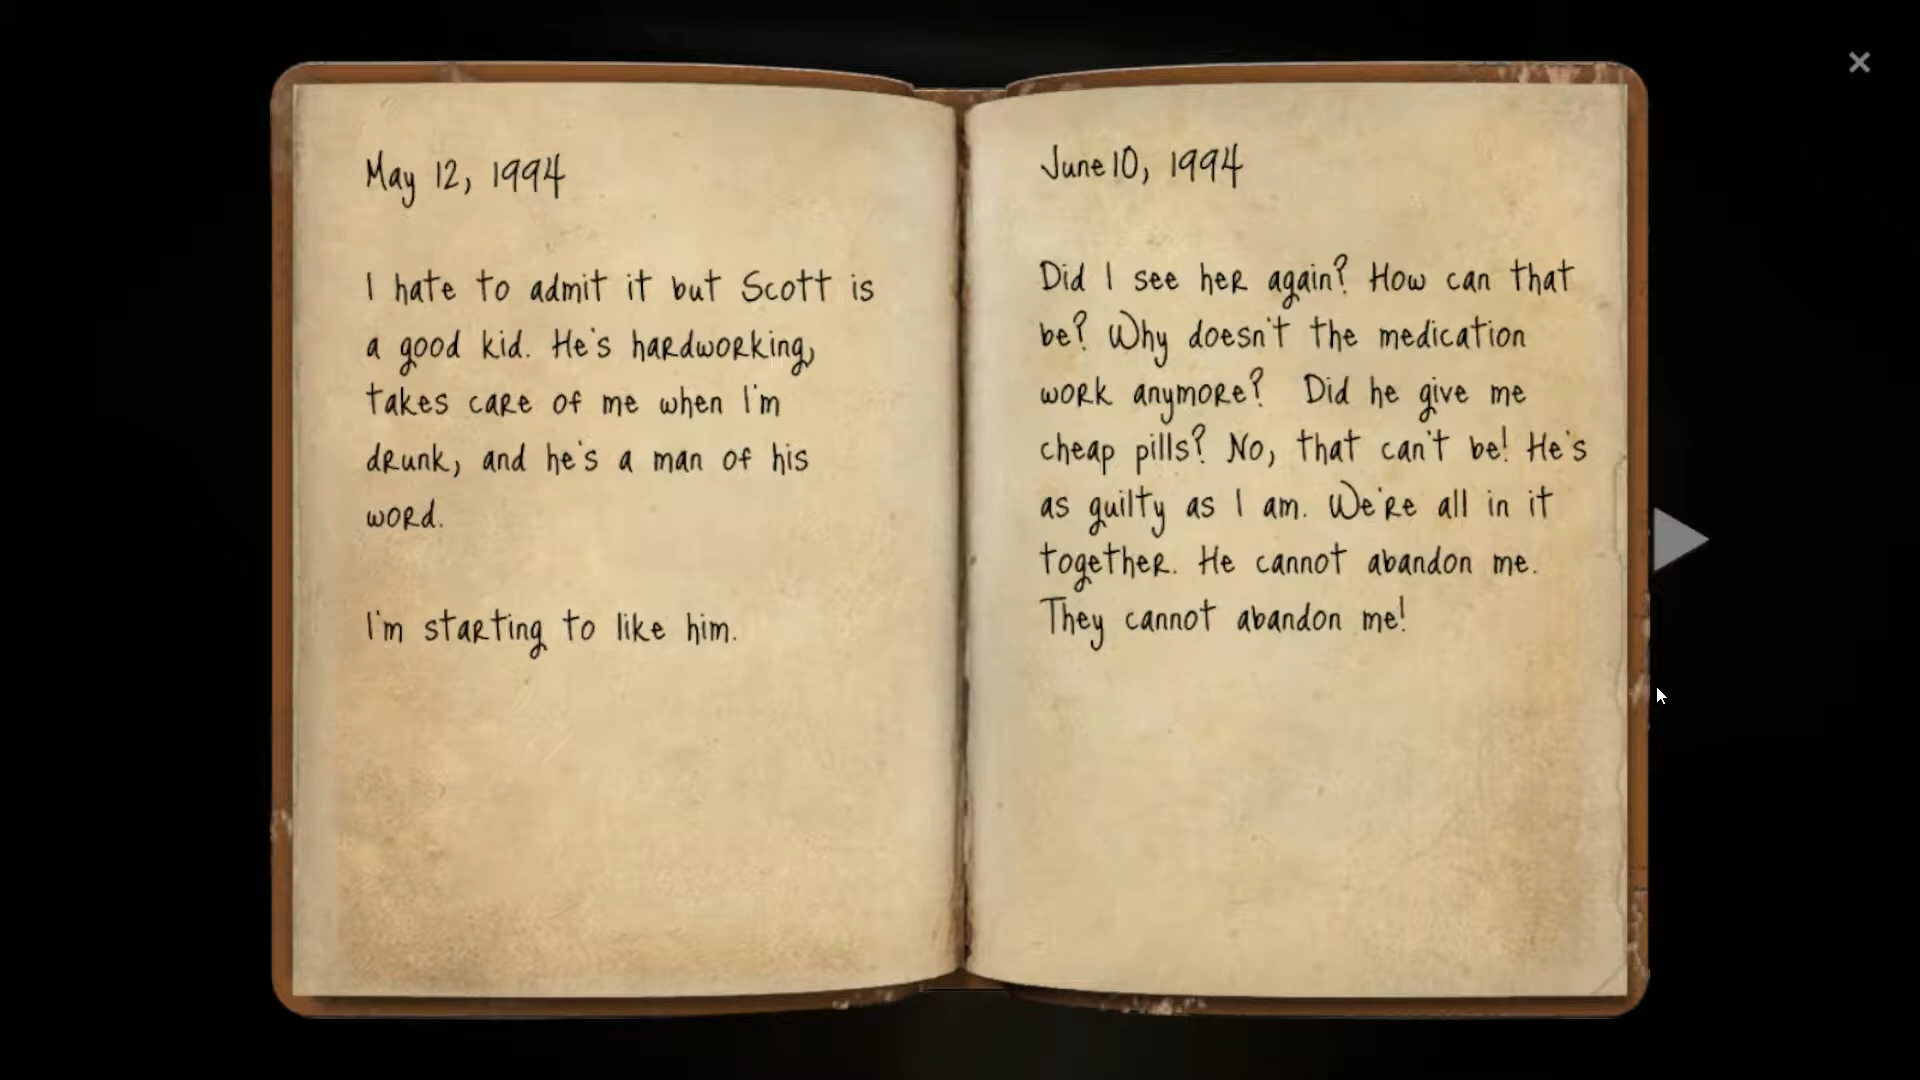 May 12, 1994
I hate to admit it but Scott is
a good kid. He's hardworking,
takes care of me when I'm
drunk, and he's a man of his
word.
I'm starting to like him.
June 10, 1994
Did I see her again? How can that
be? Why doesn't the medication
work anymore? Did he give me
cheap pills? No, that can't be! He's
as guilty as I am. We're all in it
together. He cannot abandon me.
They cannot abandon me!